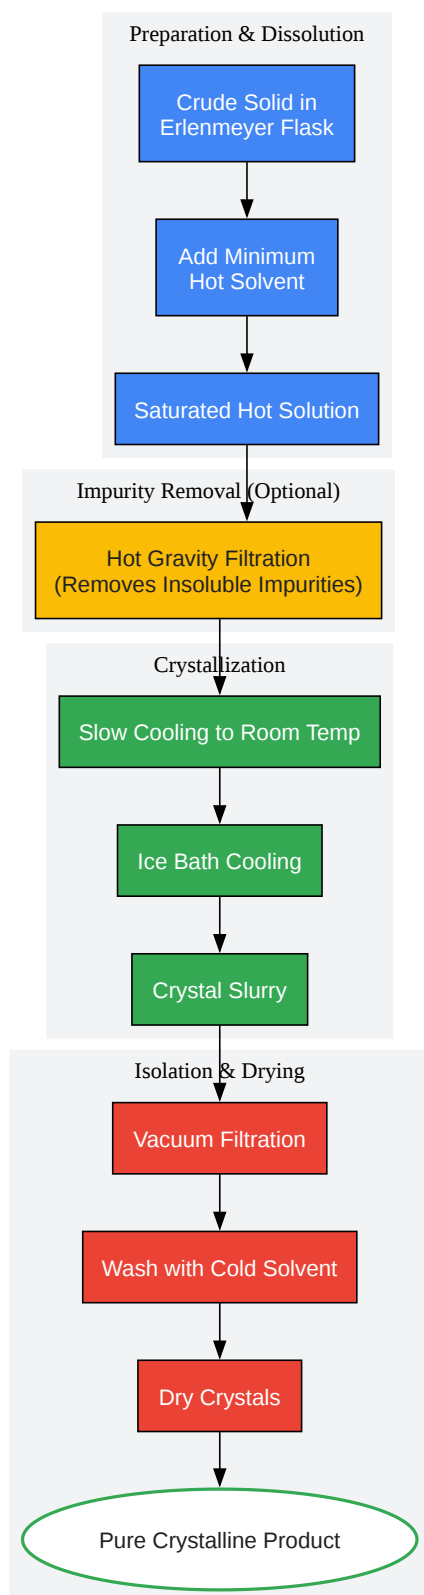 Preparation & Dissolution
Crude Solid in
Erlenmeyer Flask
Add Minimum
Hot Solvent
Saturated Hot Solution
Impurity Removal (Optional)
Hot Gravity Filtration
(Removes Insoluble Impurities)
Crystallization
Slow Cooling to Room Temp
Ice Bath Cooling
Crystal Slurry
Isolation & Drying
Vacuum Filtration
Wash with Cold Solvent
Dry Crystals
Pure Crystalline Product